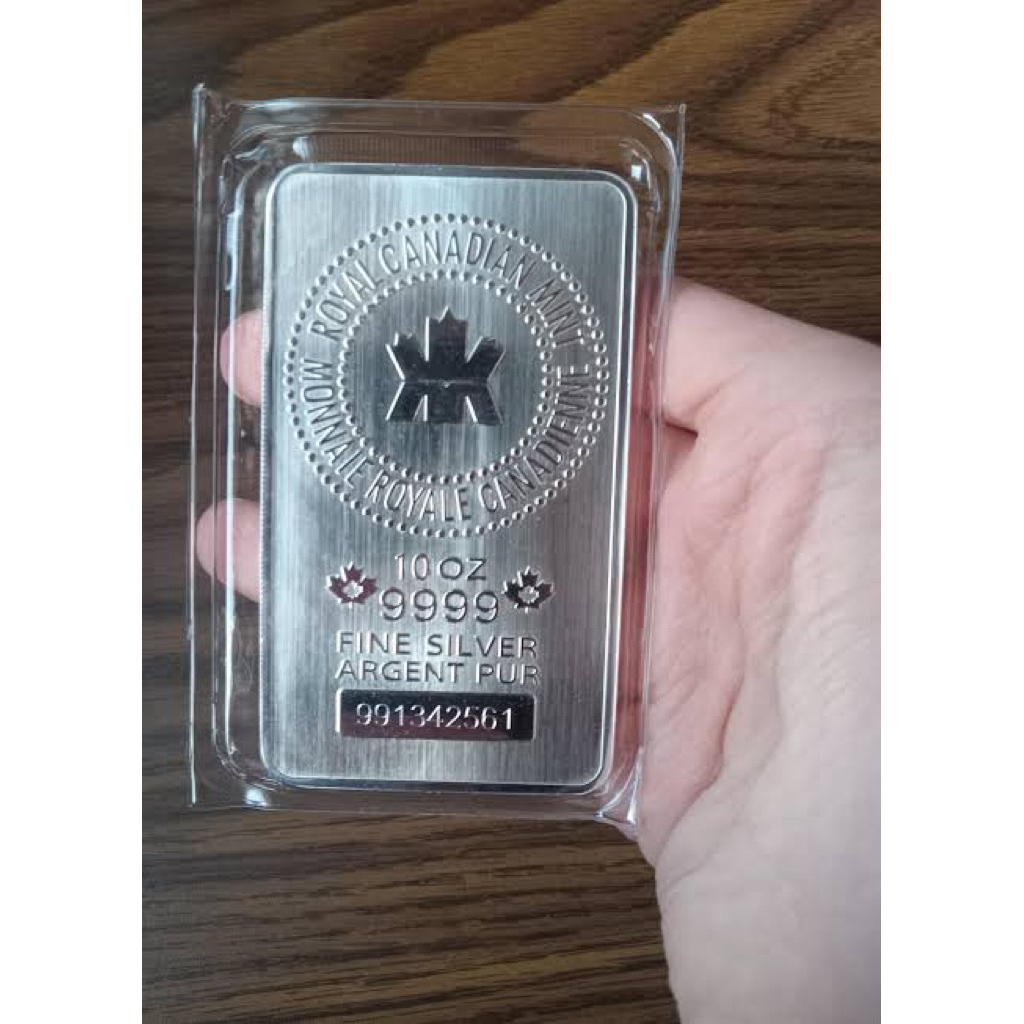 ROYAL CANADIAN MINT
MONNAIE ROYALE CANADIENNE
10 OZ
9999
FINE SILVER
ARGENT PUR
991342561